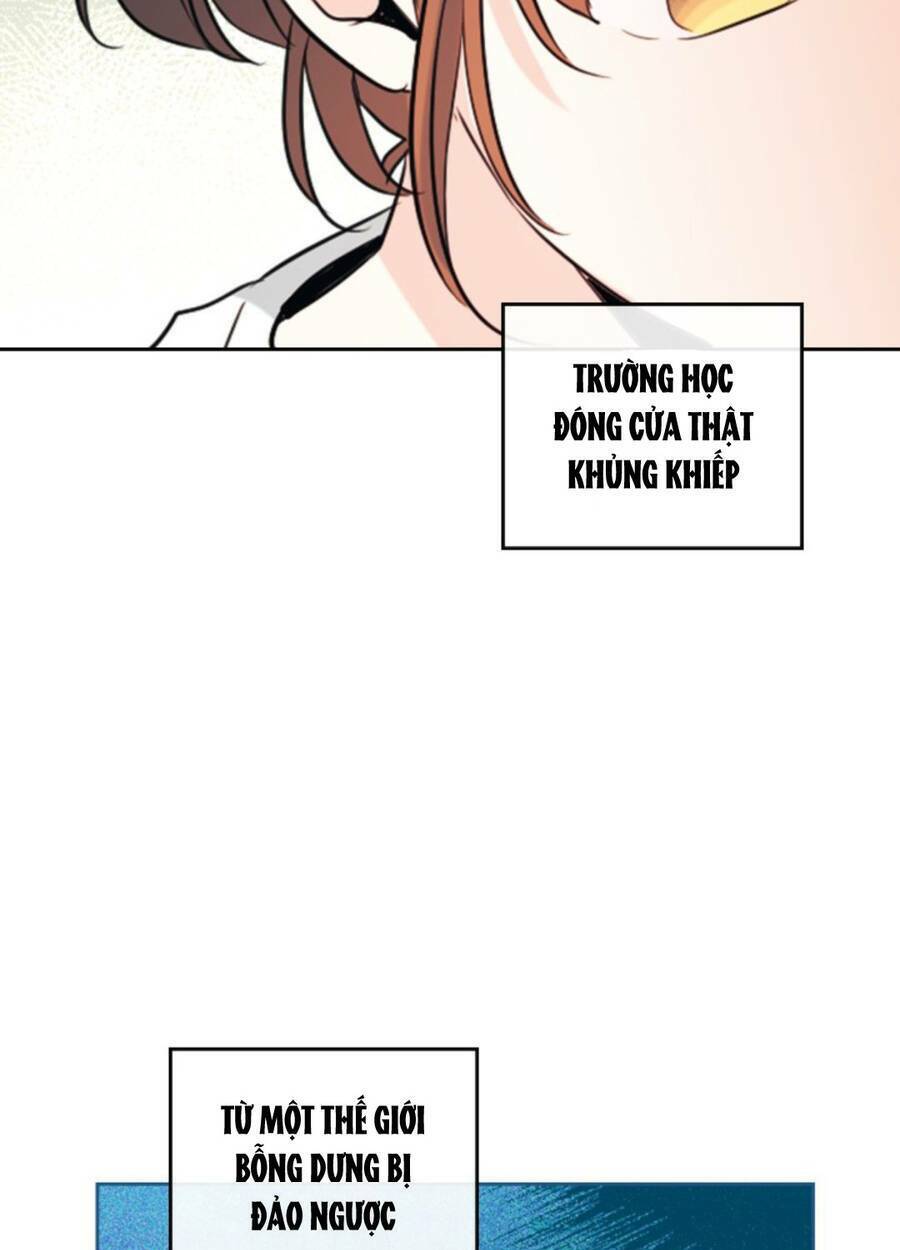 TRƯỜNG HỌC
ĐÓNG CỬA THẬT
KHỦNG KHIẾP
TỪ MỘT THẾ GIỚI
BỖNG DƯNG BỊ
ĐẢO NGƯỢC